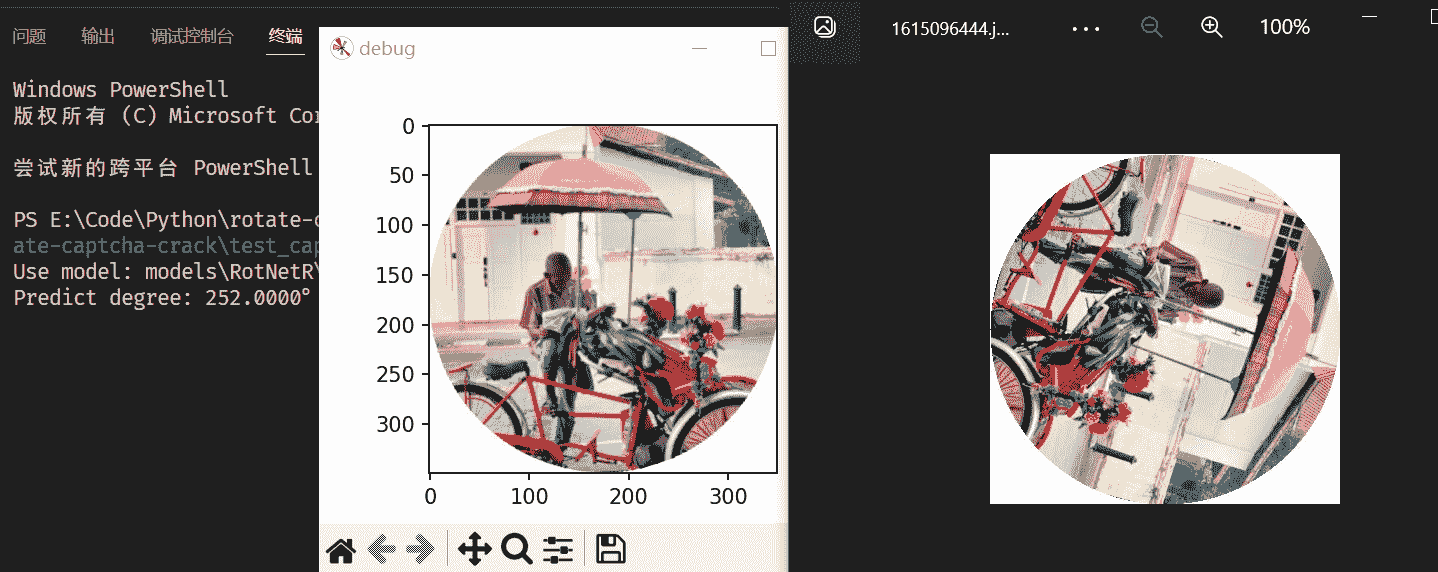 问题 输出 调试控制台 终端
Windows PowerShell
版权所有 (C) Microsoft
尝试新的跨平台 PowerShell
PS E:\Code\Python\rotate-c
ate-captcha-crack\test_cap
Use model: models\RotNetR\
Predict degree: 252.0000°
debug
0
50
100
150
200
250
300
0 100 200 300
1615096444.j... ... 100%